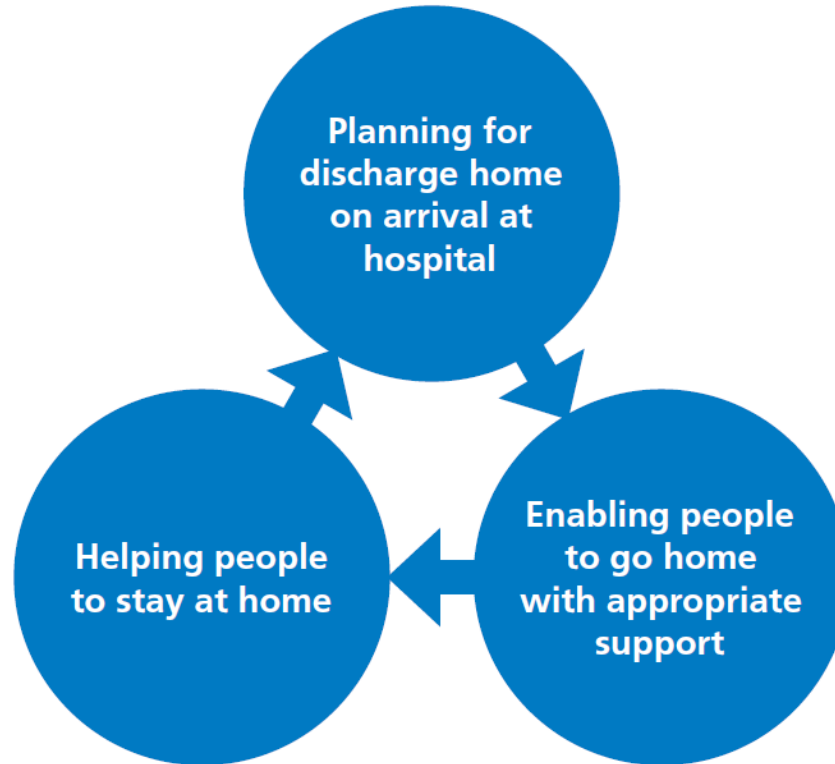 Planning for
discharge home
on arrival at
hospital
Helping people
to stay at home
Enabling people
to go home
with appropriate
support